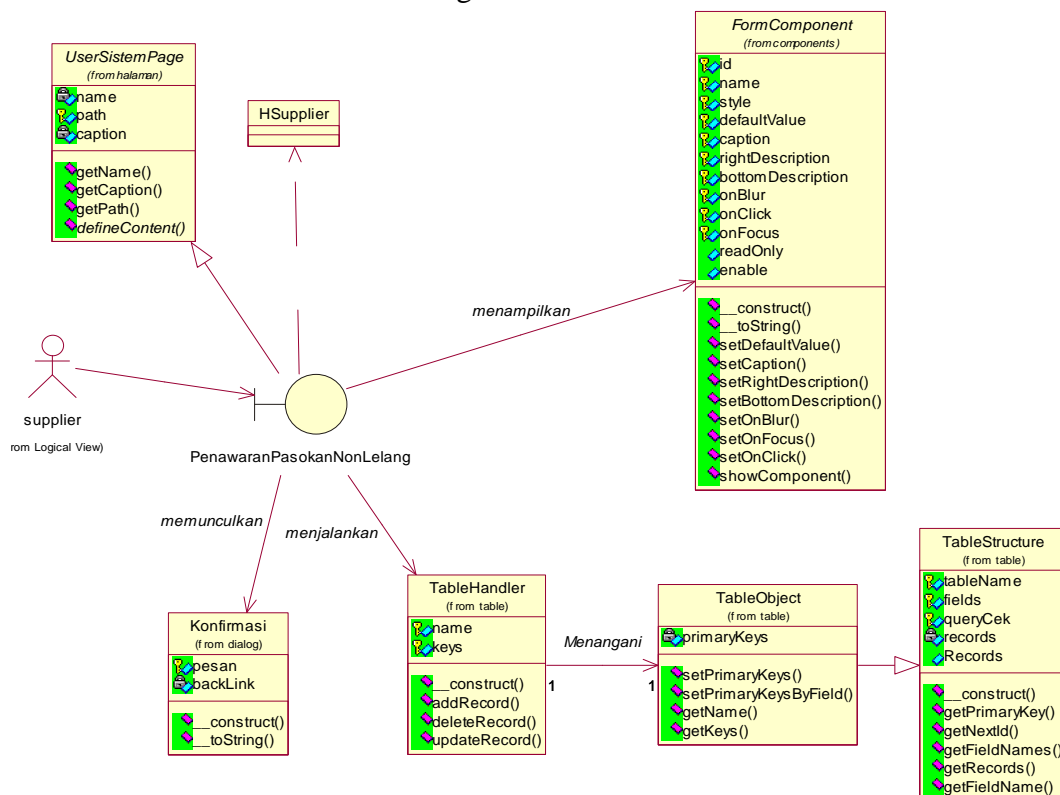 UserSistemPage
(from halaman)
name
path
caption
getName()
getCaption()
getPath()
defineContent()
HSupplier
FormComponent
(from components)
id
name
style
defaultValue
caption
rightDescription
bottomDescription
onBlur
onClick
onFocus
readOnly
enable
__construct()
__toString()
setDefaultValue()
setCaption()
setRightDescription()
setBottomDescription()
setOnBlur()
setOnFocus()
setOnClick()
showComponent()
menampilkan
supplier
rom Logical View)
PenawaranPasokanNonLelang
memunculkan
menjalankan
Konfirmasi
(from dialog)
pesan
backLink
__construct()
__toString()
TableHandler
(from table)
name
keys
__construct()
addRecord()
deleteRecord()
updateRecord()
Menangani
1
1
TableObject
(from table)
primaryKeys
setPrimaryKeys()
setPrimaryKeysByField()
getName()
getKeys()
TableStructure
(from table)
tableName
fields
queryCek
records
Records
__construct()
getPrimaryKey()
getNextId()
getFieldNames()
getRecords()
getFieldName()